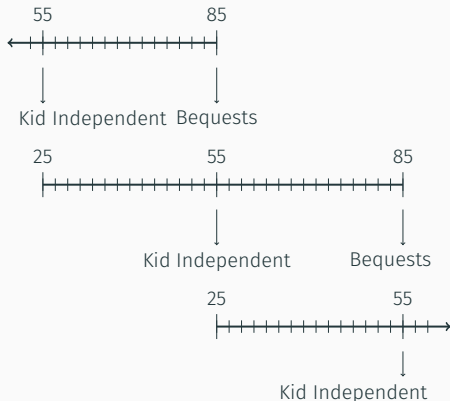 55 85
Kid Independent Bequests
25 55 85
Kid Independent Bequests
25 55
Kid Independent